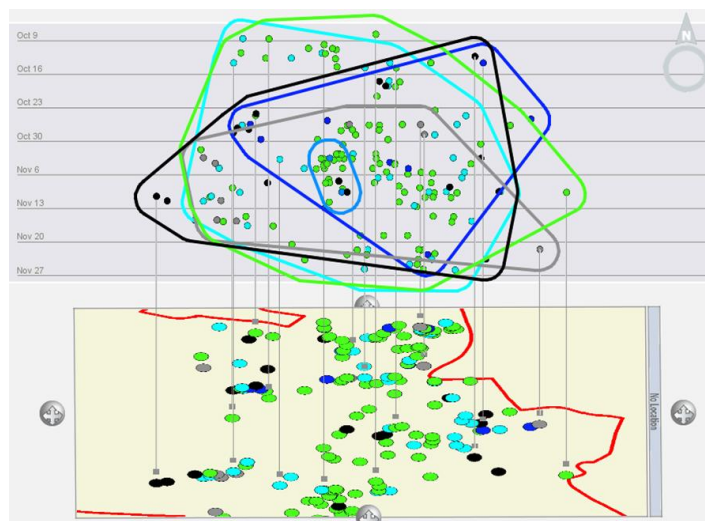 N
Oct 9
Oct 16
Oct 23
Oct 30
Nov 6
Nov 13
Nov 20
Nov 27
No Location